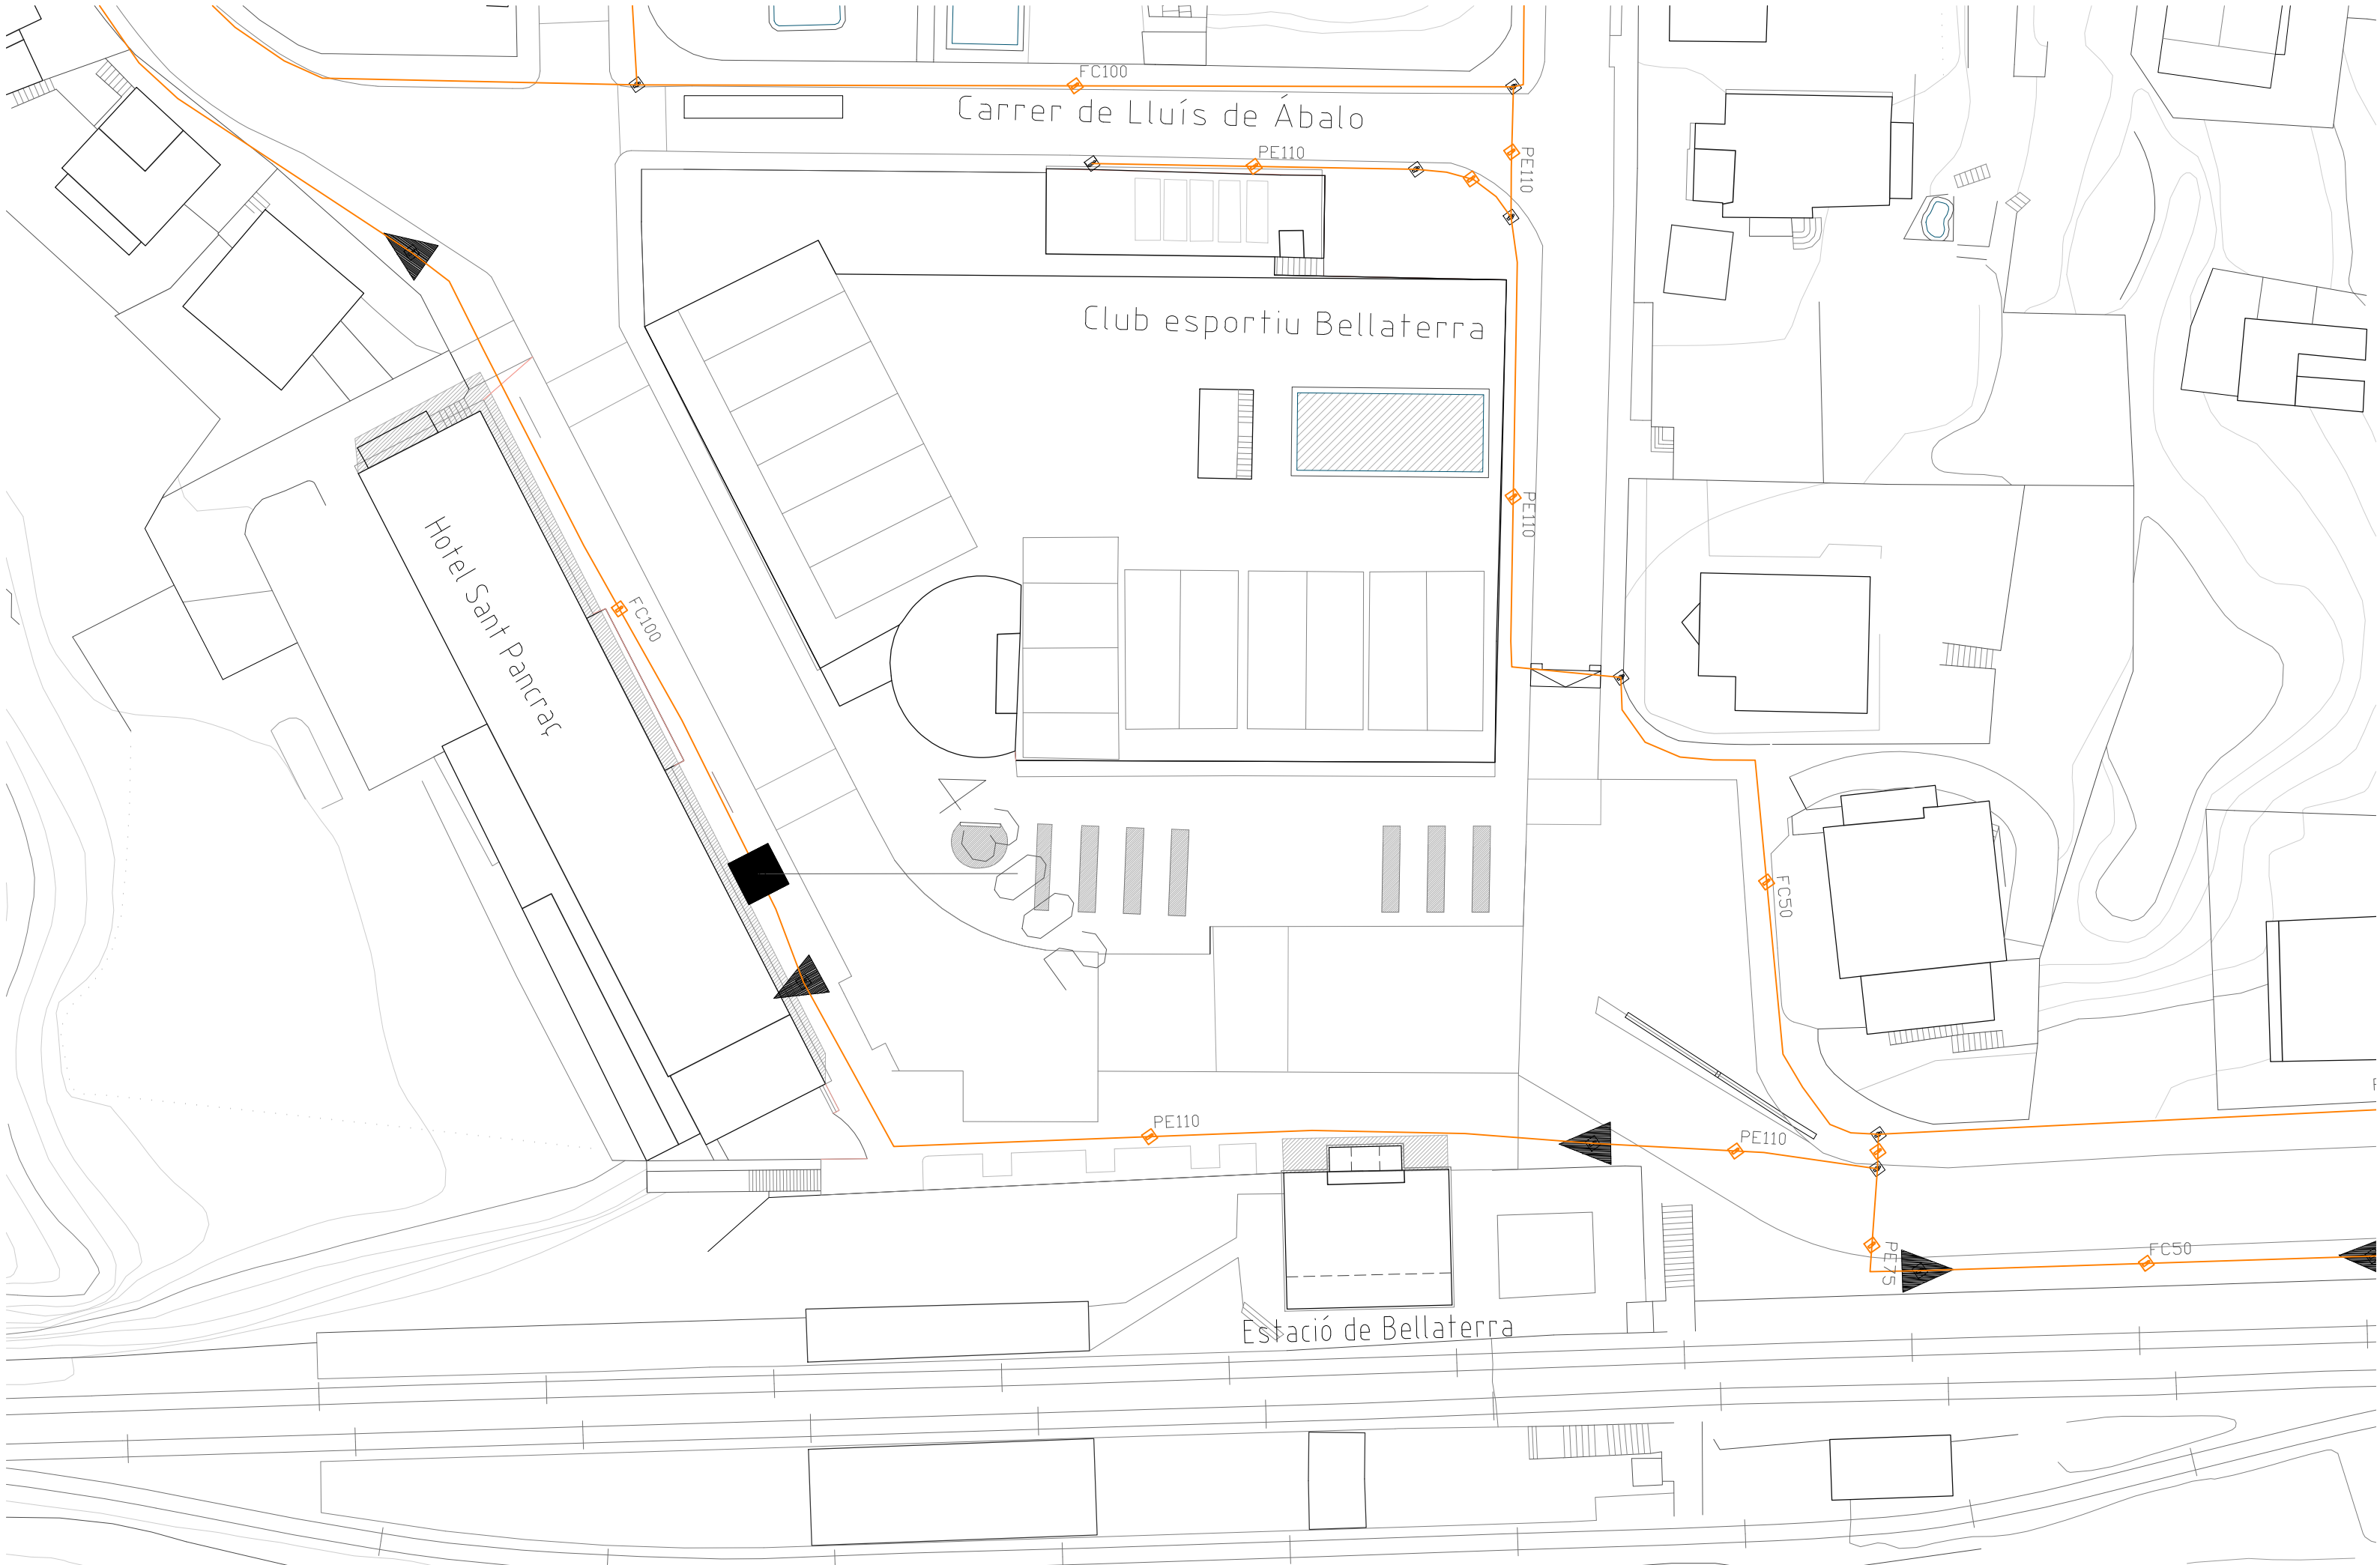 FC100
Carrer de Lluís de Ábalo
PE110
PE110
Club esportiu Bellaterra
PE110
Hotel Sant Pancraç
FC100
FC50
PE110
PE110
PE75
FC50
Estació de Bellaterra